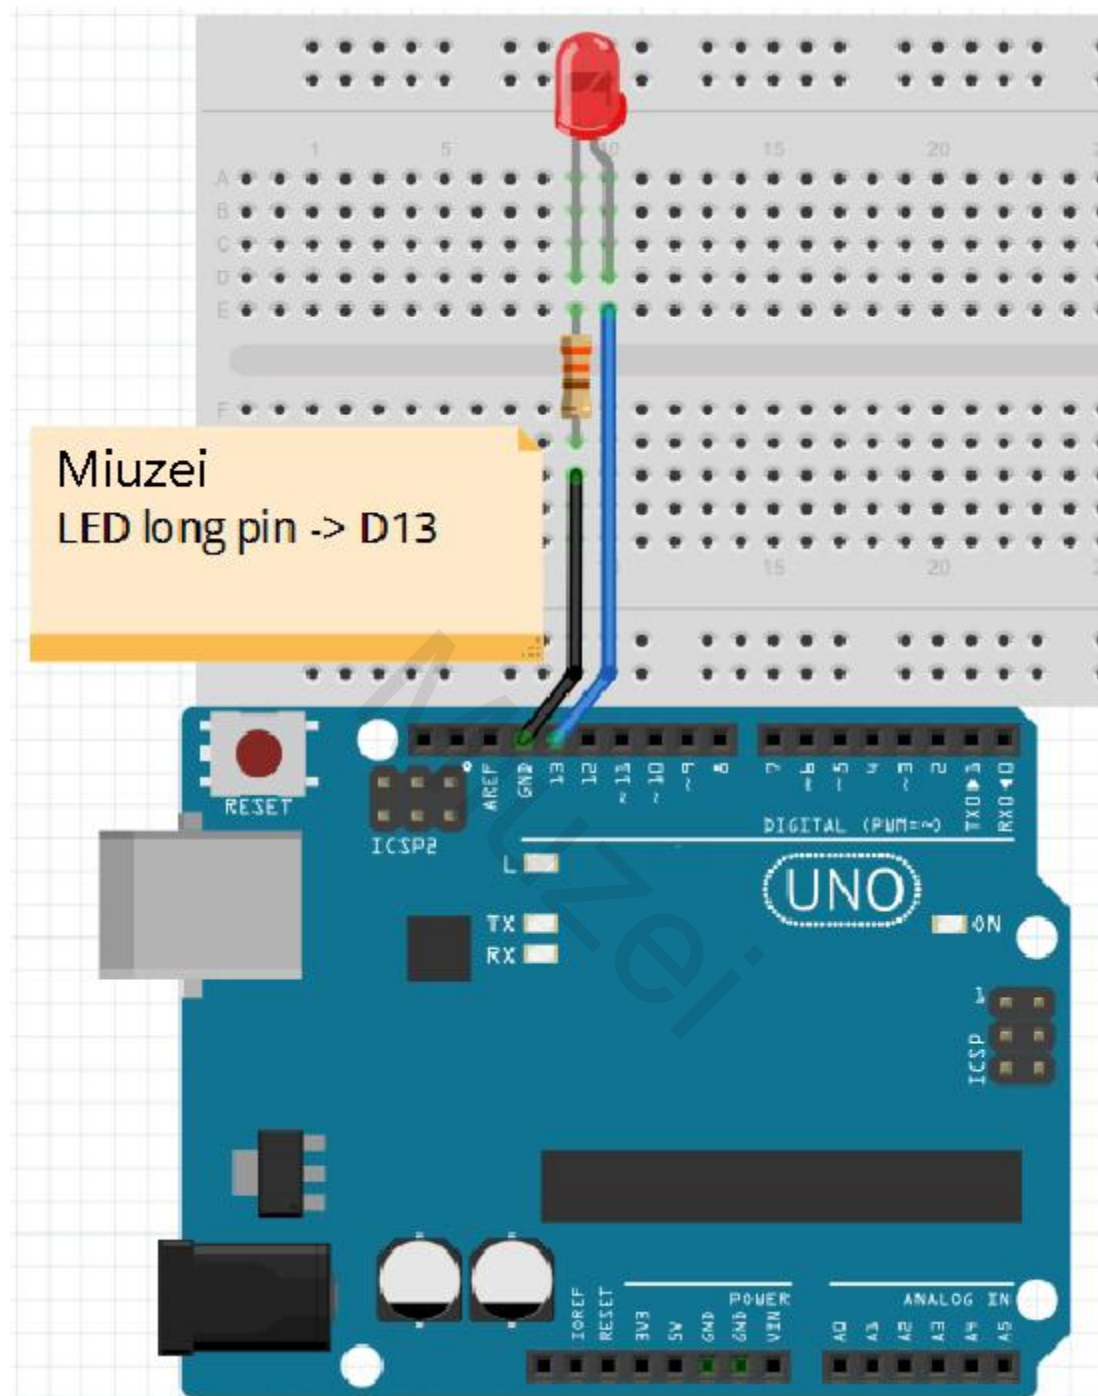 1 5 10 15 20
A
B
C
D
E
F
Miuzei
LED long pin -> D13
15 20
RESET
ICSP2
AREF
GND
13
12
~11
~10
~9
8
7
~6
~5
4
~3
2
TX0▶1
RX0◀0
DIGITAL (PWM=~)
L
TX
RX
UNO
ON
1
ICSP
Miuzei
IOREF
RESET
3V3
5V
GND
GND
VIN
POWER
A0
A1
A2
A3
A4
A5
ANALOG IN